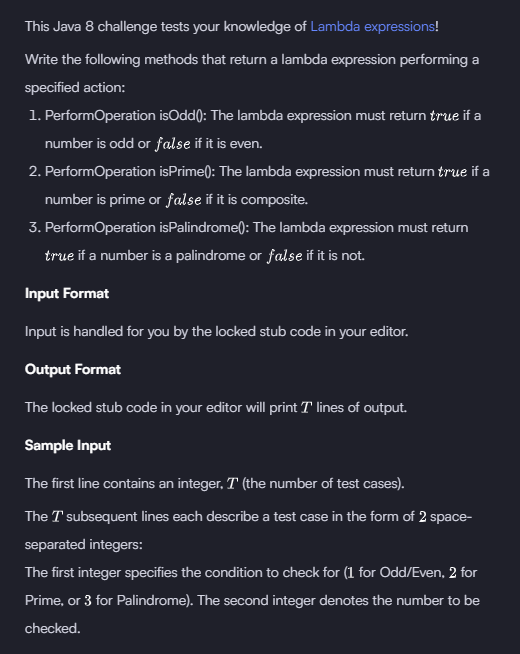 This Java 8 challenge tests your knowledge of Lambda expressions!
Write the following methods that return a lambda expression performing a
specified action:
1. PerformOperation isOdd(): The lambda expression must return true if a
number is odd or false if it is even.
2. PerformOperation isPrime(): The lambda expression must return true if a
number is prime or false if it is composite.
3. PerformOperation isPalindrome(): The lambda expression must return
true if a number is a palindrome or false if it is not.
Input Format
Input is handled for you by the locked stub code in your editor.
Output Format
The locked stub code in your editor will print T lines of output.
Sample Input
The first line contains an integer, T (the number of test cases).
The T subsequent lines each describe a test case in the form of 2 space-
separated integers:
The first integer specifies the condition to check for (1 for Odd/Even, 2 for
Prime, or 3 for Palindrome). The second integer denotes the number to be
checked.